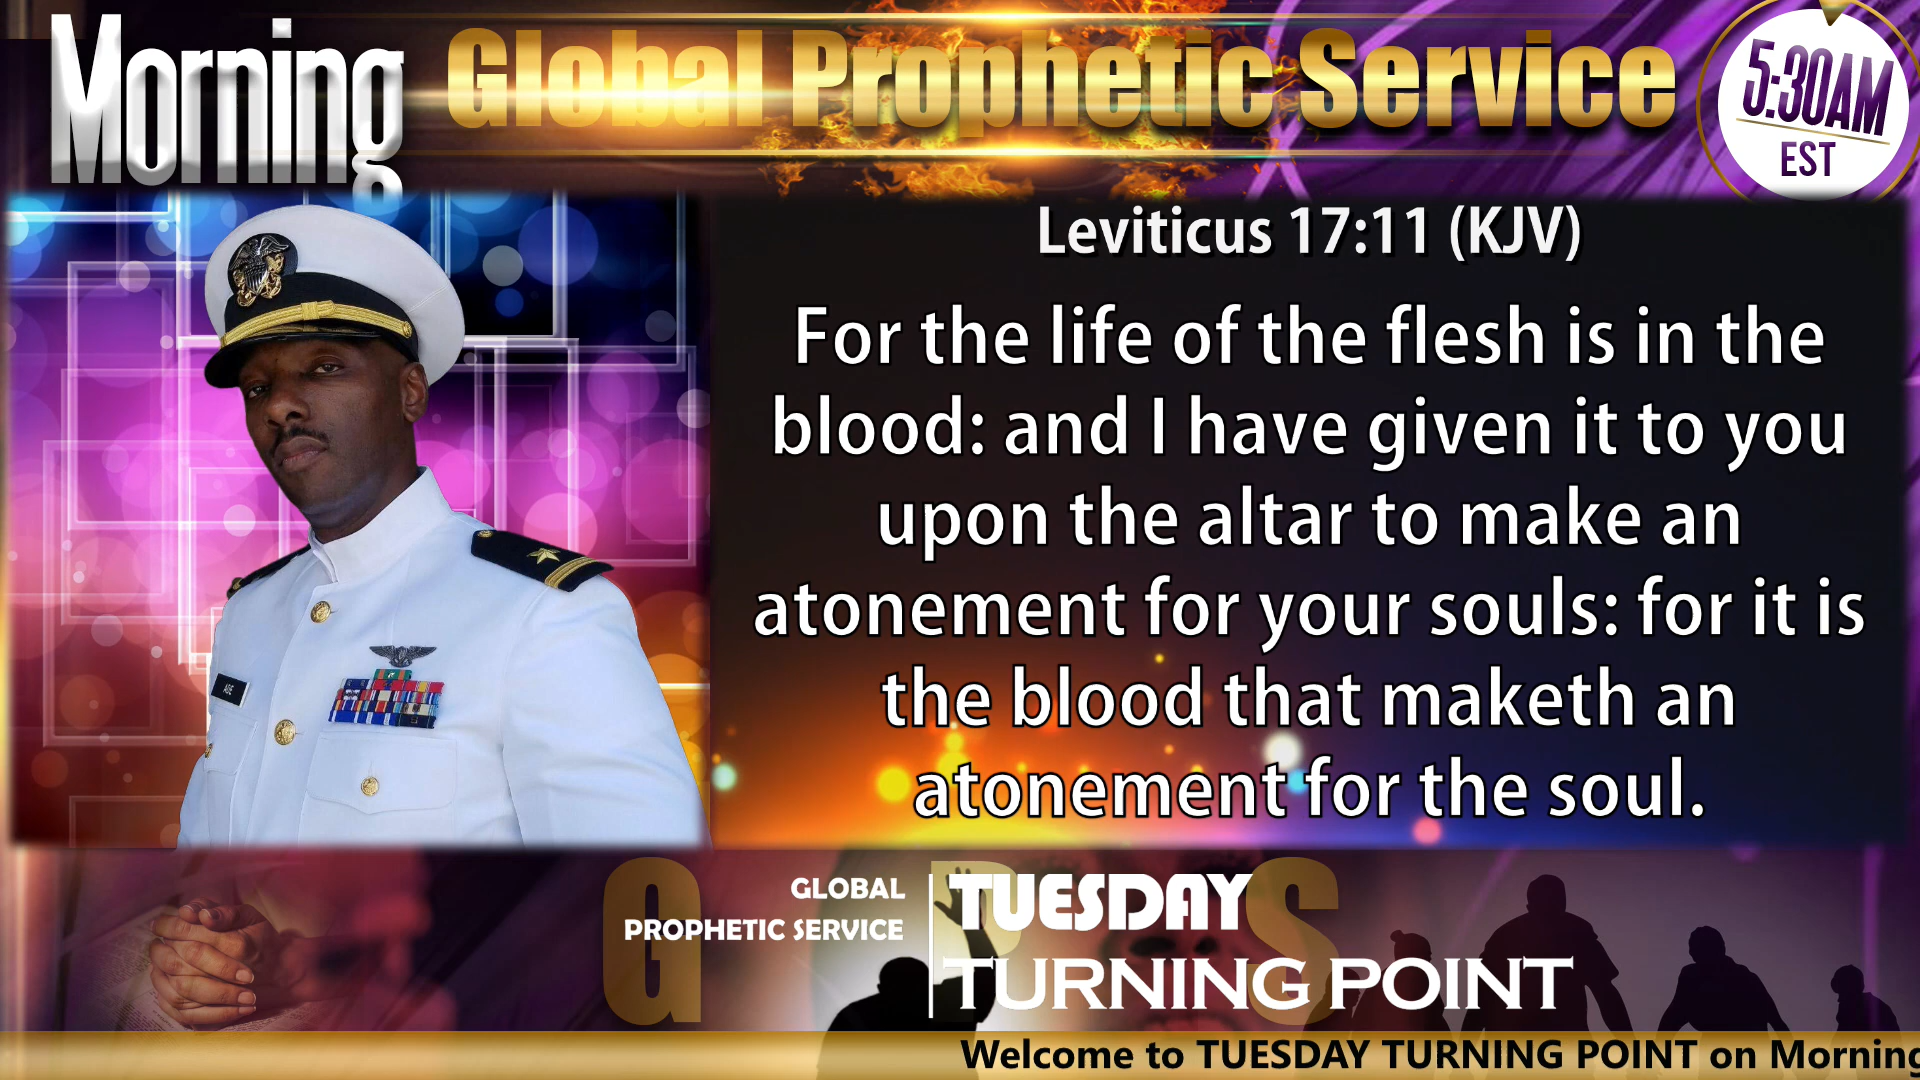 Morning
Global Prophetic Service
5:30AM
EST
Leviticus 17:11 (KJV)
For the life of the flesh is in the
blood: and I have given it to you
upon the altar to make an
atonement for your souls: for it is
the blood that maketh an
atonement for the soul.
ABE
G P S
GLOBAL
PROPHETIC SERVICE
TUESDAY
TURNING POINT
Welcome to TUESDAY TURNING POINT on Morning